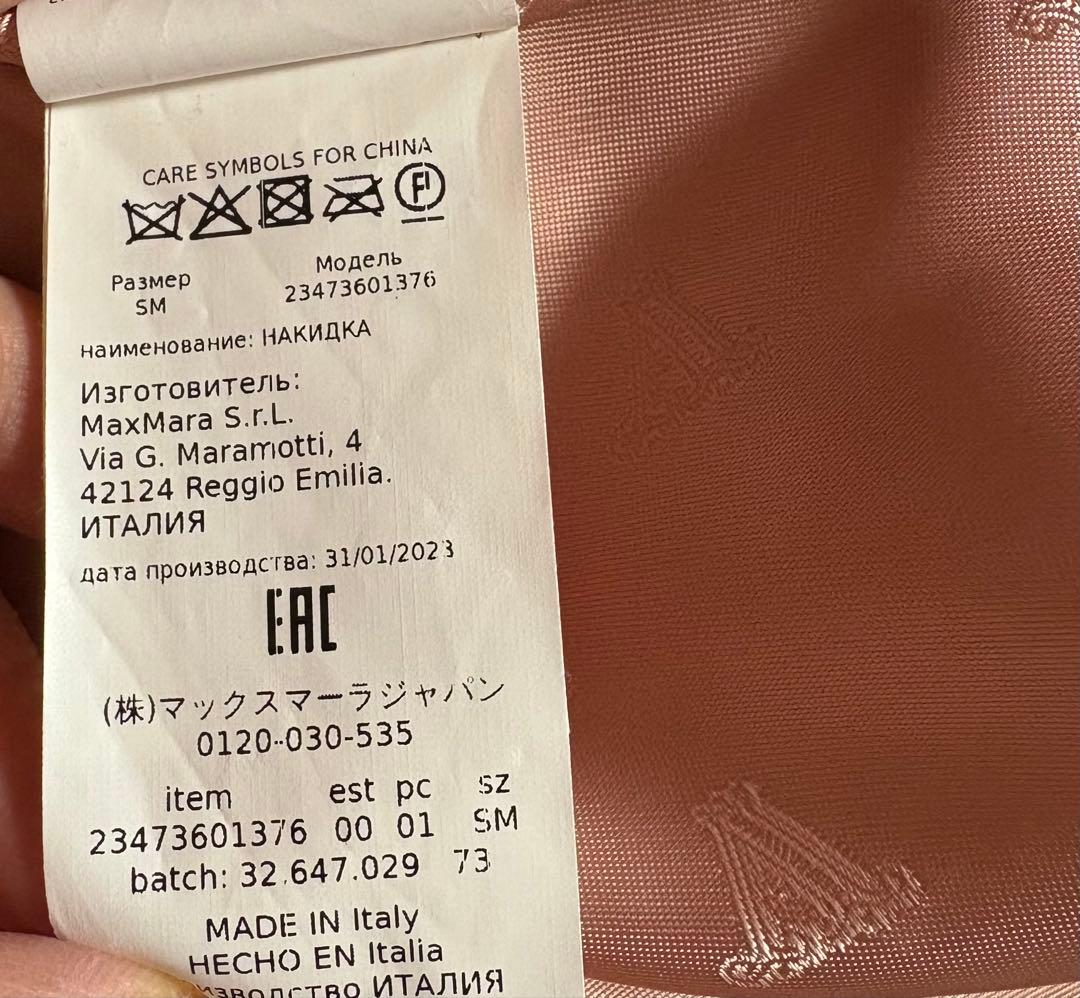 CARE SYMBOLS FOR CHINA
F
Размер Модель
SM 23473601376
наименование: НАКИДКА
Изготовитель:
MaxMara S.r.L.
Via G. Maramotti, 4
42124 Reggio Emilia.
ИТАЛИЯ
дата производства: 31/01/2023
EAC
(株)マックスマーラジャパン
0120-030-535
item est pc sz
23473601376 00 01 SM
batch: 32.647.029 73
MADE IN Italy
HECHO EN Italia
ИТАЛИЯ